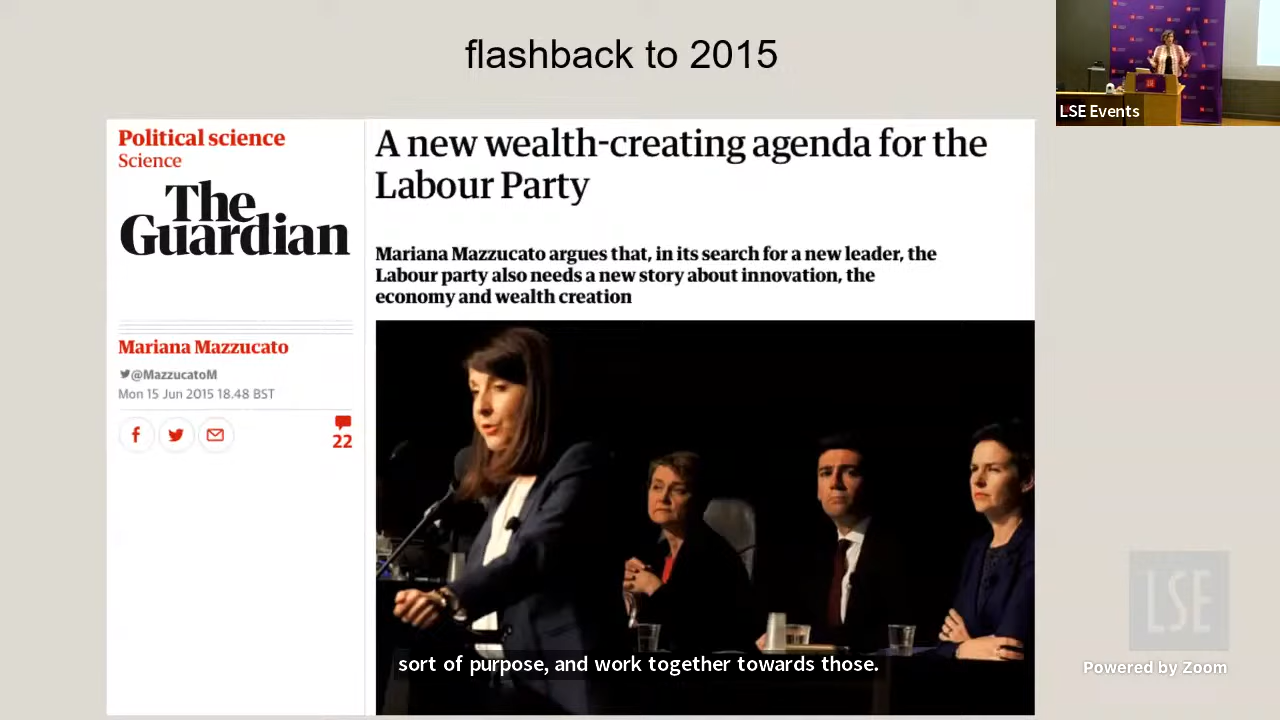 flashback to 2015
LSE Events
Political science
Science
The
Guardian
Mariana Mazzucato
@MazzucatoM
Mon 15 Jun 2015 18.48 BST
22
A new wealth-creating agenda for the
Labour Party
Mariana Mazzucato argues that, in its search for a new leader, the
Labour party also needs a new story about innovation, the
economy and wealth creation
sort of purpose, and work together towards those.
LSE
Powered by Zoom